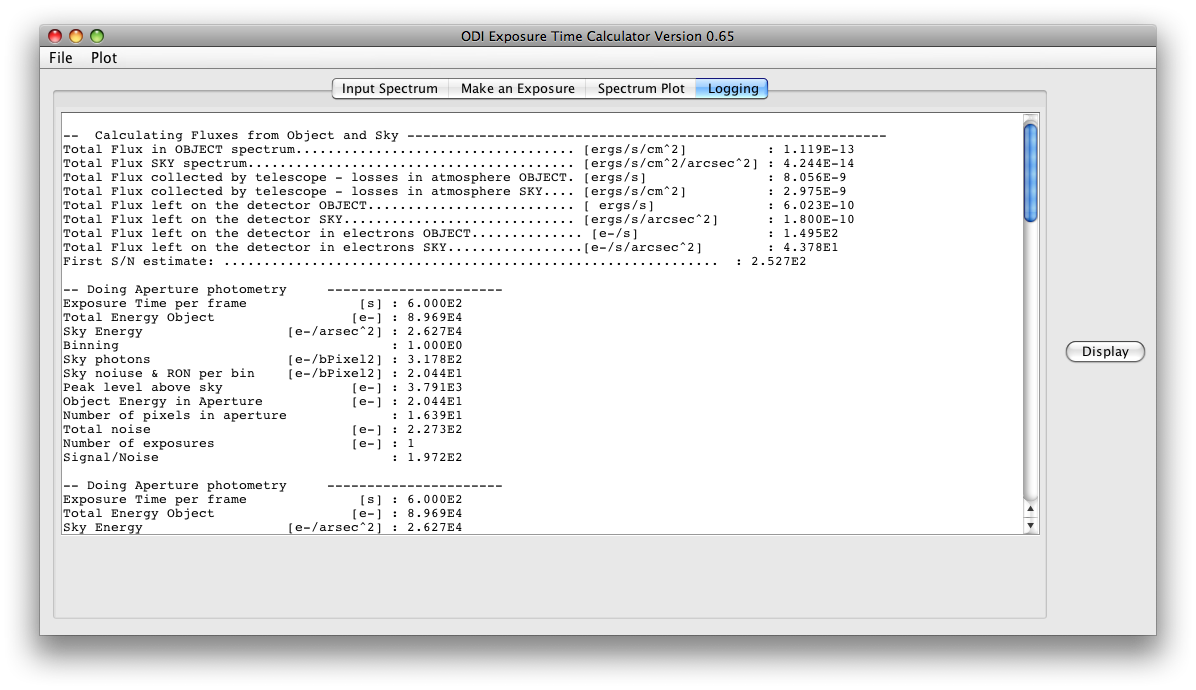 ODI Exposure Time Calculator Version 0.65
File Plot
Input Spectrum Make an Exposure Spectrum Plot Logging
-- Calculating Fluxes from Object and Sky ------------------------------------------------------------
Total Flux in OBJECT spectrum................................... [ergs/s/cm^2] : 1.119E-13
Total Flux SKY spectrum......................................... [ergs/s/cm^2/arcsec^2] : 4.244E-14
Total Flux collected by telescope - losses in atmosphere OBJECT. [ergs/s] : 8.056E-9
Total Flux collected by telescope - losses in atmosphere SKY.... [ergs/s/cm^2] : 2.975E-9
Total Flux left on the detector OBJECT.......................... [ ergs/s] : 6.023E-10
Total Flux left on the detector SKY............................. [ergs/s/arcsec^2] : 1.800E-10
Total Flux left on the detector in electrons OBJECT.............. [e-/s] : 1.495E2
Total Flux left on the detector in electrons SKY.................[e-/s/arcsec^2] : 4.378E1
First S/N estimate: .............................................................. : 2.527E2
-- Doing Aperture photometry ----------------------
Exposure Time per frame [s] : 6.000E2
Total Energy Object [e-] : 8.969E4
Sky Energy [e-/arsec^2] : 2.627E4
Binning : 1.000E0
Sky photons [e-/bPixel2] : 3.178E2
Sky noiuse & RON per bin [e-/bPixel2] : 2.044E1
Peak level above sky [e-] : 3.791E3
Object Energy in Aperture [e-] : 2.044E1
Number of pixels in aperture : 1.639E1
Total noise [e-] : 2.273E2
Number of exposures [e-] : 1
Signal/Noise : 1.972E2
-- Doing Aperture photometry ----------------------
Exposure Time per frame [s] : 6.000E2
Total Energy Object [e-] : 8.969E4
Sky Energy [e-/arsec^2] : 2.627E4
Display